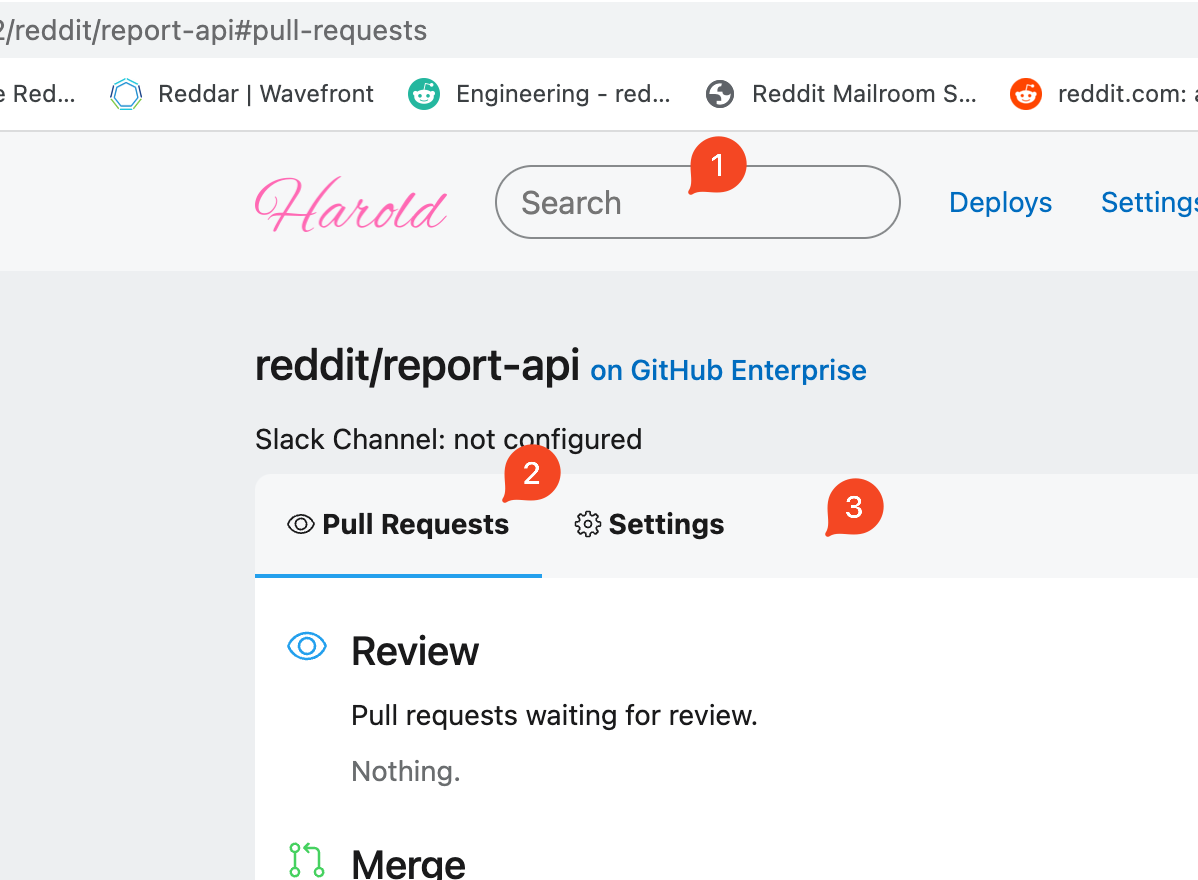 2/reddit/report-api#pull-requests
e Red... Reddar | Wavefront Engineering - red... Reddit Mailroom S... reddit.com: a
1
Harold Search Deploys Settings
reddit/report-api on GitHub Enterprise
Slack Channel: not configured
2
3
Pull Requests Settings
Review
Pull requests waiting for review.
Nothing.
Merge